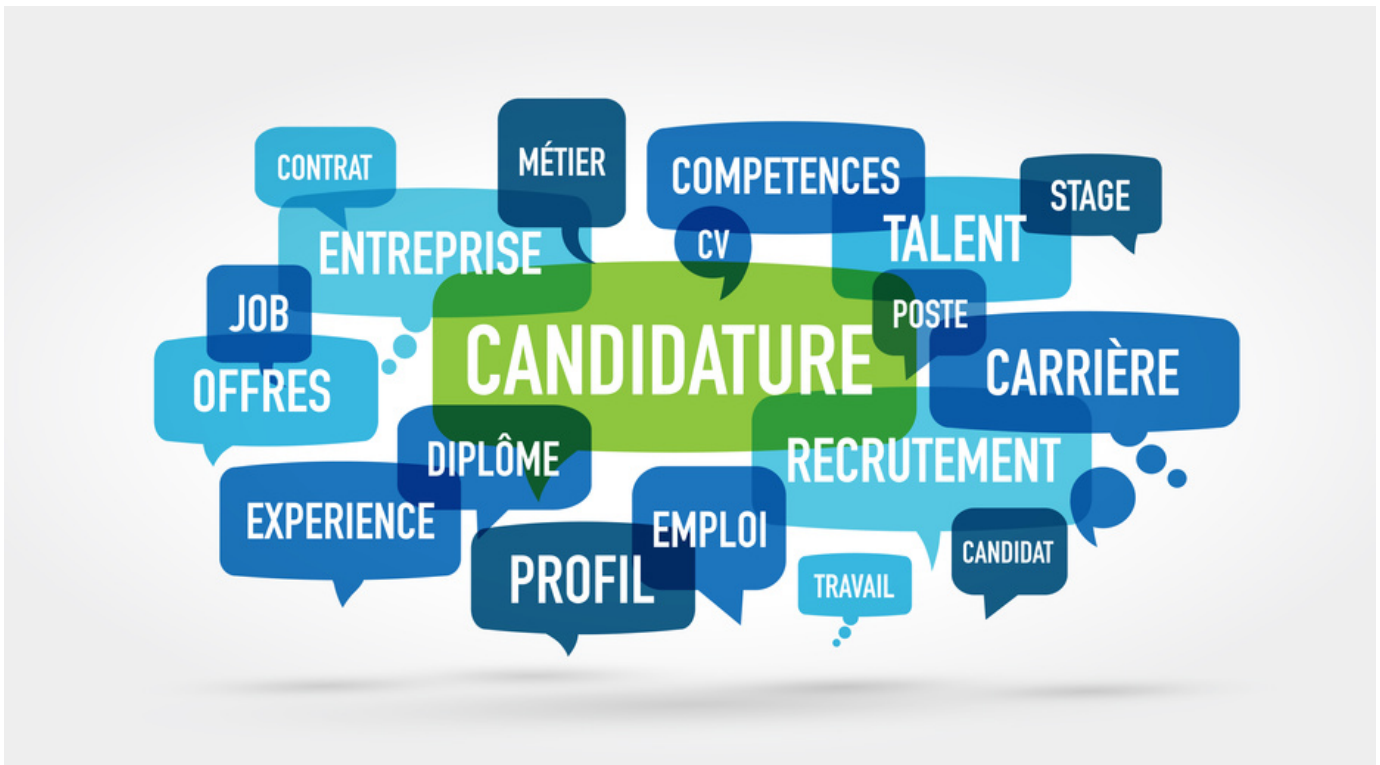 CONTRAT
MÉTIER
COMPETENCES
STAGE
ENTREPRISE
CV
TALENT
JOB
POSTE
CANDIDATURE
CARRIÈRE
OFFRES
DIPLÔME
RECRUTEMENT
EXPERIENCE
EMPLOI
CANDIDAT
PROFIL
TRAVAIL